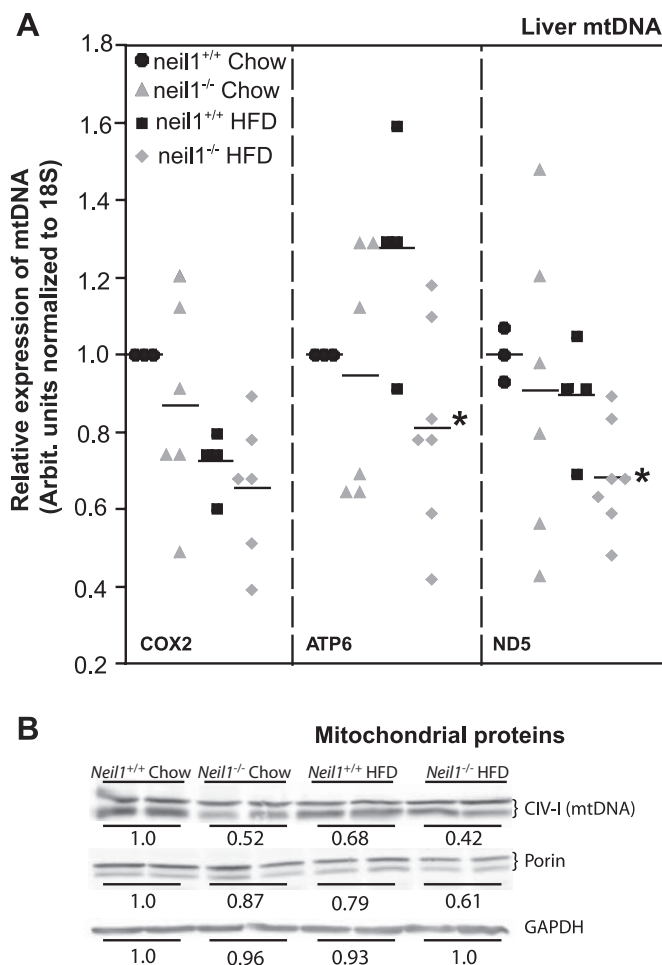 A
Liver mtDNA
Relative expression of mtDNA
(Arbit. units normalized to 18S)
1.8
1.6
1.4
1.2
1.0
0.8
0.6
0.4
0.2
neil1+/+ Chow
neil1-/- Chow
neil1+/+ HFD
neil1-/- HFD
*
*
COX2
ATP6
ND5
B
Mitochondrial proteins
Neil1+/+ Chow Neil1-/- Chow Neil1+/+ HFD Neil1-/- HFD
} CIV-I (mtDNA)
1.0 0.52 0.68 0.42
} Porin
1.0 0.87 0.79 0.61
GAPDH
1.0 0.96 0.93 1.0